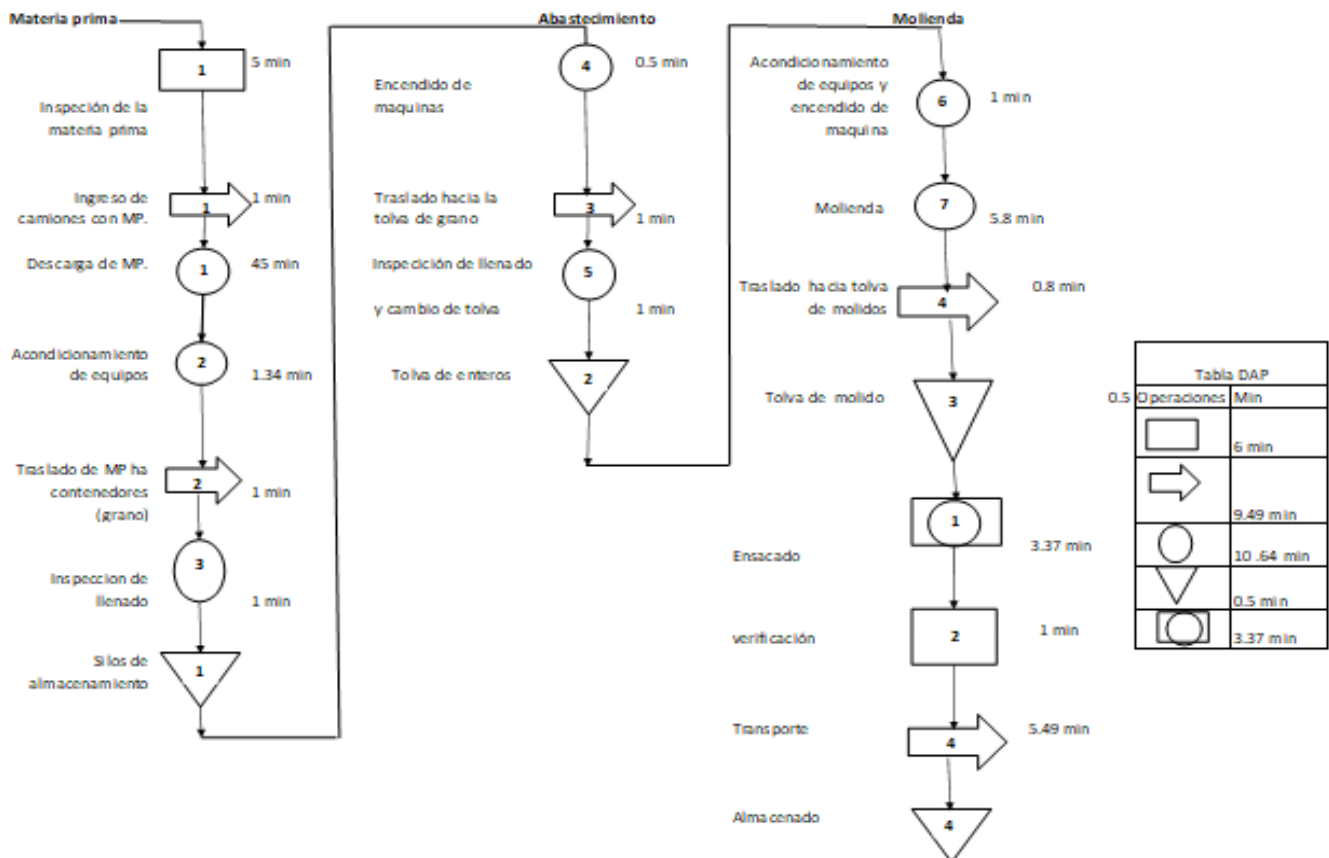 Materia prima
1
5 min
Inspeción de la
materia prima
Ingreso de
camiones con MP.
1
1 min
Descarga de MP.
1
45 min
Acondicionamiento
de equipos
2
1.34 min
Traslado de MP ha
contenedores
(grano)
2
1 min
3
Inspeccion de
llenado
1 min
Silos de
almacenamiento
1
Abastecimiento
4
0.5 min
Encendido de
maquinas
Traslado hacia la
tolva de grano
3
1 min
Inspecición de llenado
5
y cambio de tolva
1 min
Tolva de enteros
2
Molienda
Acondicionamiento
de equipos y
encendido de
maquina
6
1 min
Molienda
7
5.8 min
Traslado hacia tolva
de molidos
4
0.8 min
Tolva de molido
3
0.5
1
Ensacado
3.37 min
verificación
2
1 min
Transporte
4
5.49 min
Almacenado
4
Tabla DAP
Operaciones Min
6 min
9.49 min
10 .64 min
0.5 min
3.37 min